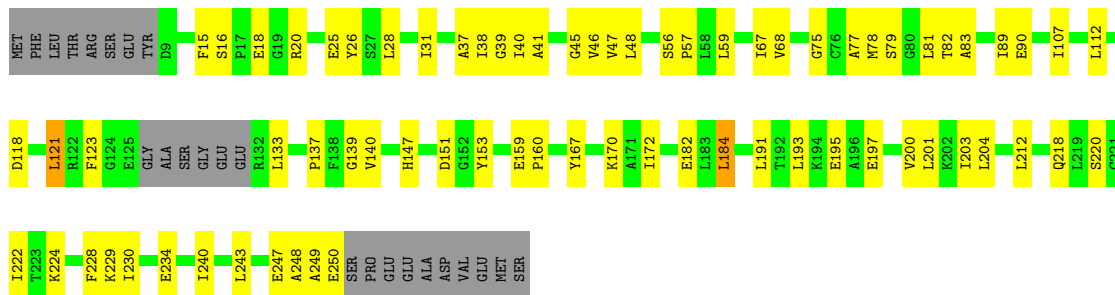 MET PHE LEU THR ARG SER GLU TYR D9 F15 S16 P17 E18 G19 R20 E25 Y26 S27 L28 I31 A37 I38 G39 I40 A41 G45 V46 V47 L48 S56 P57 L58 L59 I67 V68 G75 C76 A77 M78 S79 G80 L81 T82 A83 I89 E90 I107 L112
D118 L121 R122 F123 G124 E125 GLY ALA SER GLY GLU GLU R132 L133 P137 F138 G139 V140 H147 D151 G152 Y153 E159 P160 Y167 K170 A171 I172 E182 L183 L184 L191 T192 L193 K194 E195 A196 E197 V200 L201 K202 I203 L204 L212 Q218 L219 S220
I222 T223 K224 F228 K229 I230 E234 I240 L243 E247 A248 A249 E250 SER PRO GLU GLU ALA ASP VAL GLU MET SER